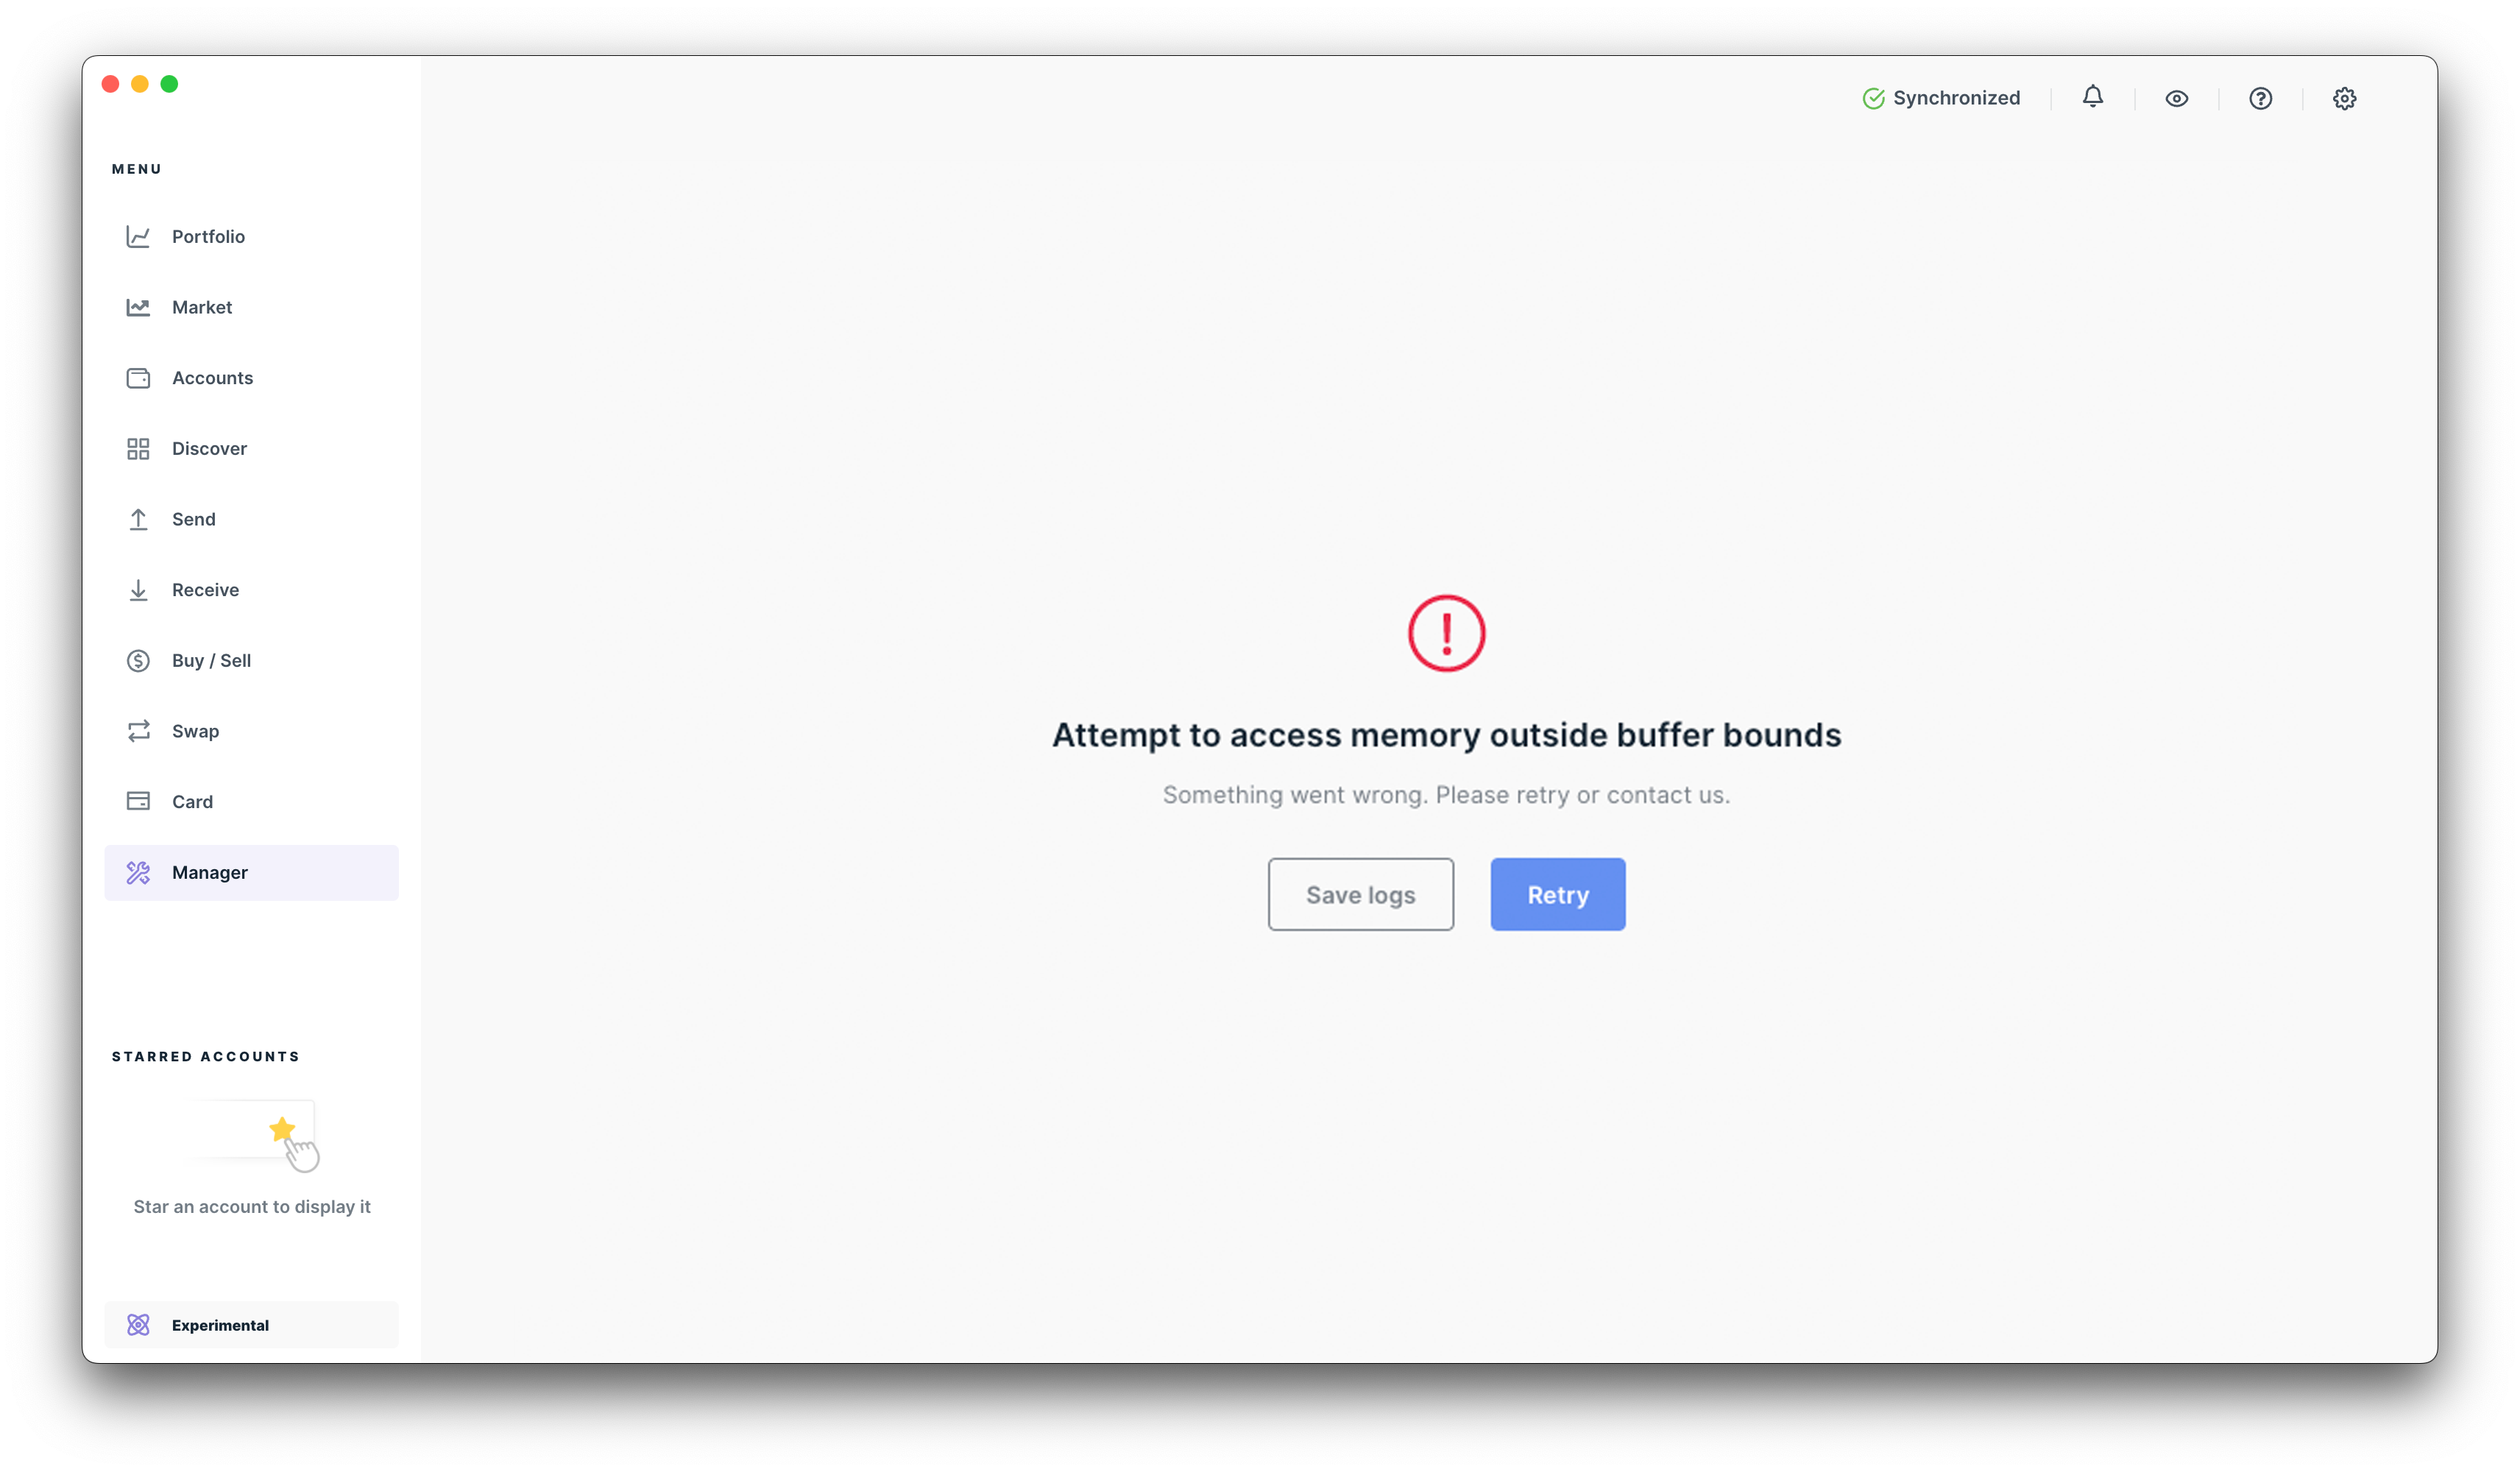 Synchronized
MENU
Portfolio
Market
Accounts
Discover
Send
Receive
Buy / Sell
Swap
Card
Manager
STARRED ACCOUNTS
Star an account to display it
Experimental
Attempt to access memory outside buffer bounds
Something went wrong. Please retry or contact us.
Save logs
Retry